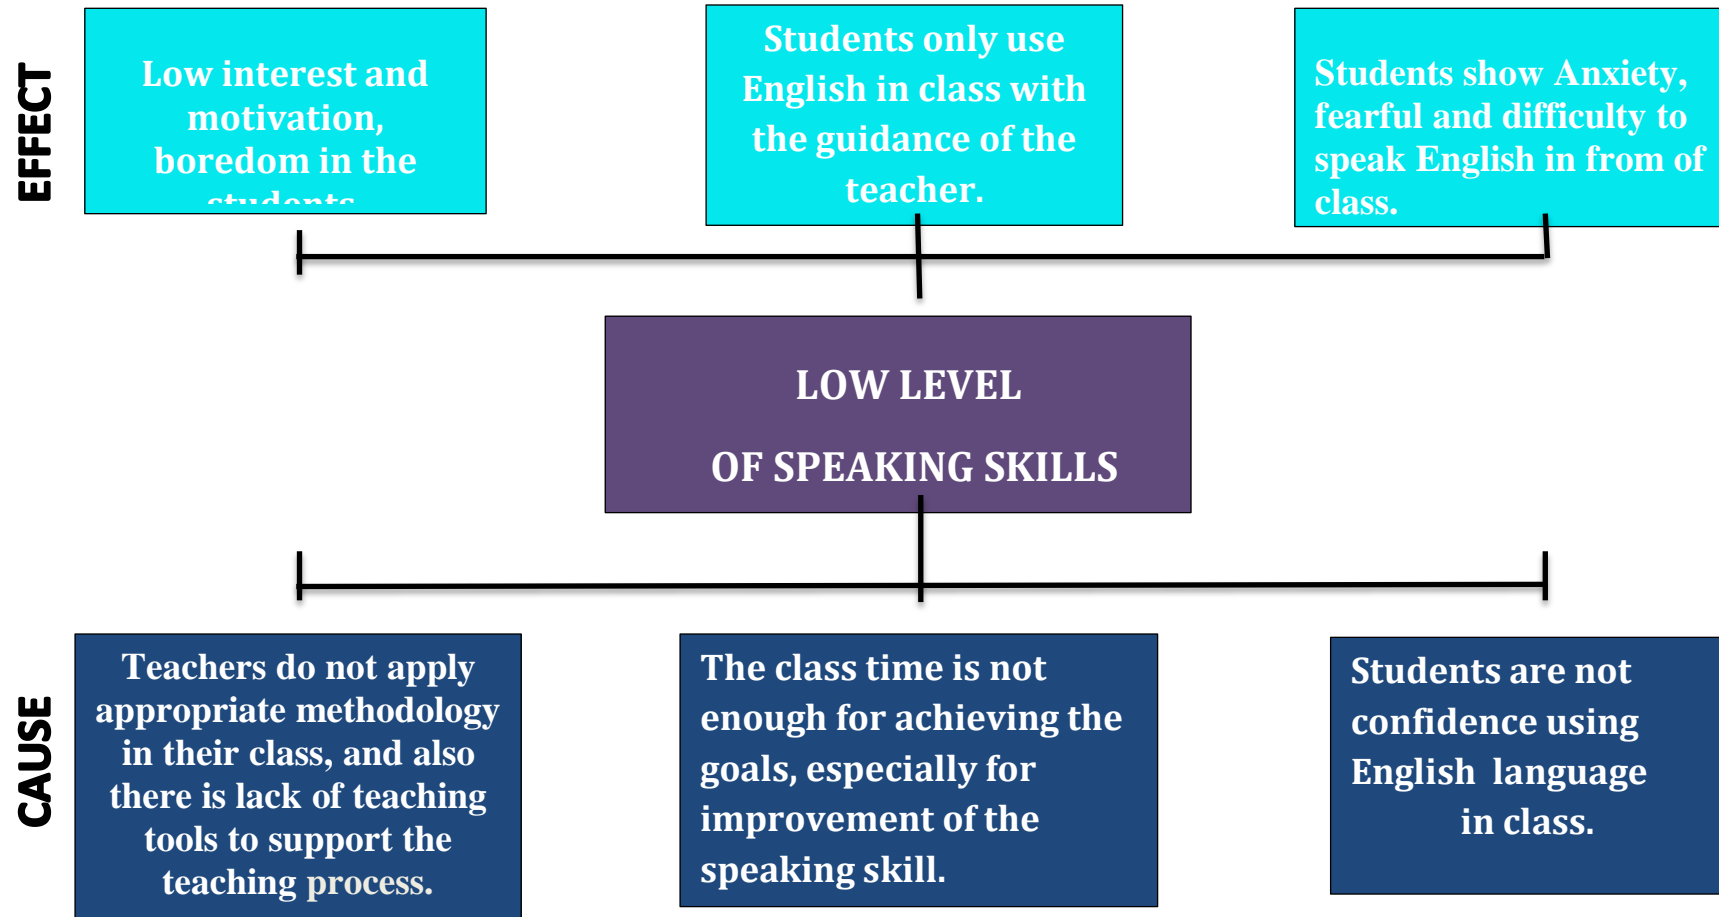 EFFECT
Low interest and
motivation,
boredom in the
students
Students only use
English in class with
the guidance of the
teacher.
Students show Anxiety,
fearful and difficulty to
speak English in from of
class.
LOW LEVEL
OF SPEAKING SKILLS
CAUSE
Teachers do not apply
appropriate methodology
in their class, and also
there is lack of teaching
tools to support the
teaching process.
The class time is not
enough for achieving the
goals, especially for
improvement of the
speaking skill.
Students are not
confidence using
English language
in class.